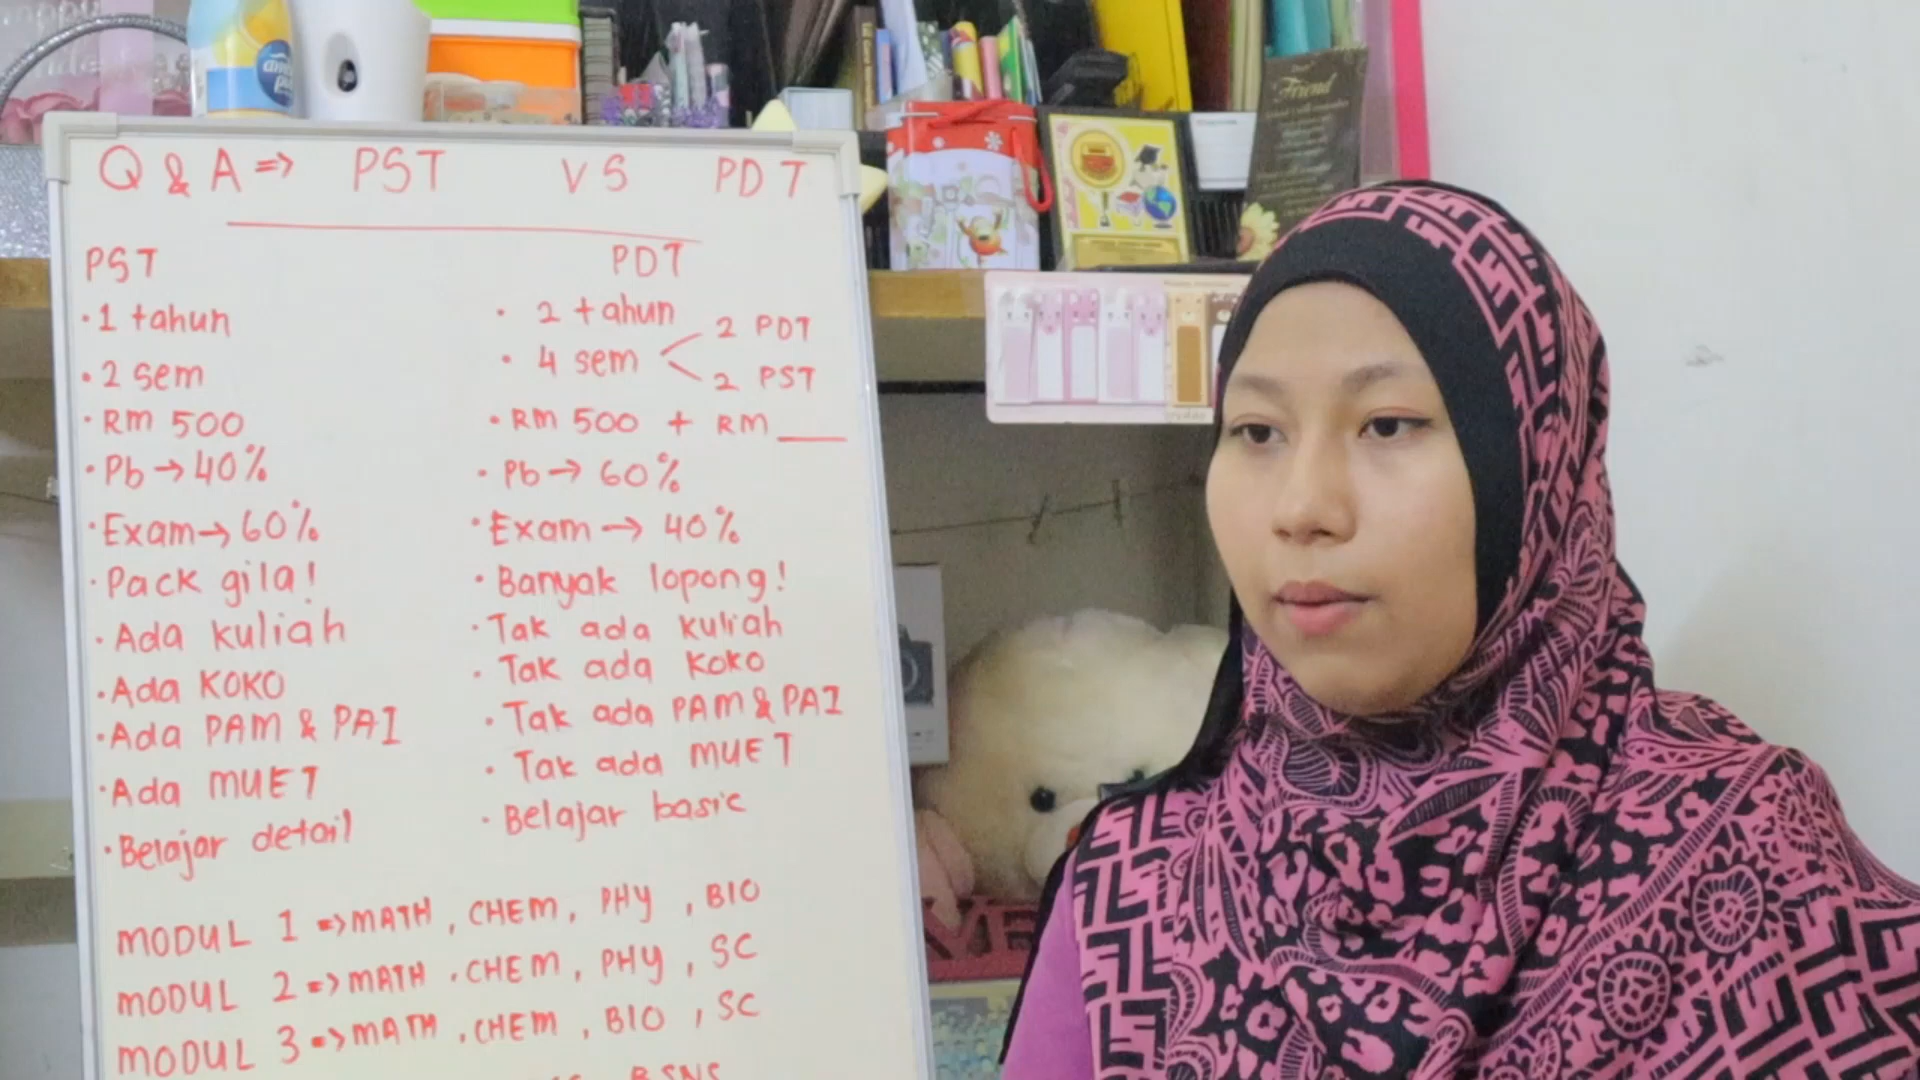 Q & A => PST VS PDT
PST
• 1 tahun
• 2 sem
• RM 500
• Pb → 40%
• Exam → 60%
• Pack gila!
• Ada kuliah
• Ada KOKO
• Ada PAM & PAI
• Ada MUET
• Belajar detail
PDT
• 2 tahun
• 4 sem < 2 PDT
2 PST
• RM 500 + RM ___
• Pb → 60%
• Exam → 40%
• Banyak lopong!
• Tak ada kuliah
• Tak ada KOKO
• Tak ada PAM & PAI
• Tak ada MUET
• Belajar basic
MODUL 1 => MATH, CHEM, PHY, BIO
MODUL 2 => MATH, CHEM, PHY, SC
MODUL 3 => MATH, CHEM, BIO, SC
Friend